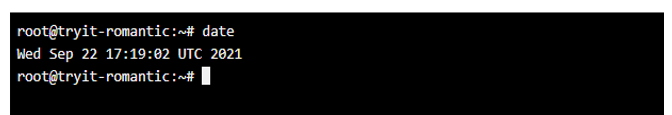 root@tryit-romantic:~# date
Wed Sep 22 17:19:02 UTC 2021
root@tryit-romantic:~#